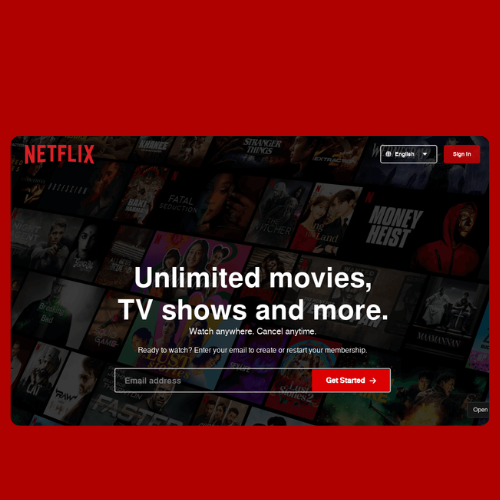 NETFLIX
English
Sign In
STRANGER
THINGS
FATAL
SEDUCTION
MONEY
HEIST
Unlimited movies,
TV shows and more.
Watch anywhere. Cancel anytime.
Ready to watch? Enter your email to create or restart your membership.
Email address
Get Started →
MAAMANNAN
Open